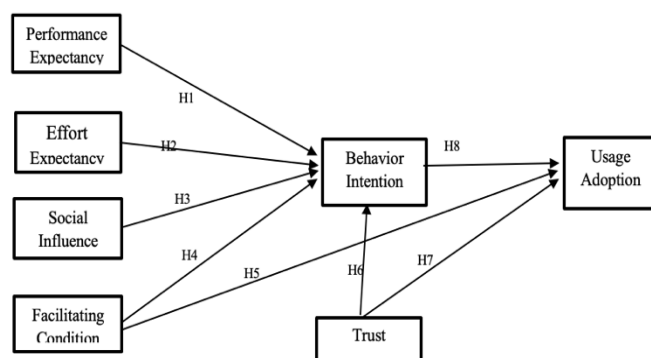 Performance
Expectancy
H1
Effort
Expectancy
H2
Behavior
Intention
H8
Usage
Adoption
Social
Influence
H3
H4
H5
H6
H7
Facilitating
Condition
Trust